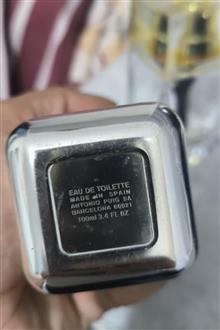 EAU DE TOILETTE
MADE IN SPAIN
ANTONIO PUIG SA
BARCELONA 08021
100ml 3.4 FL OZ